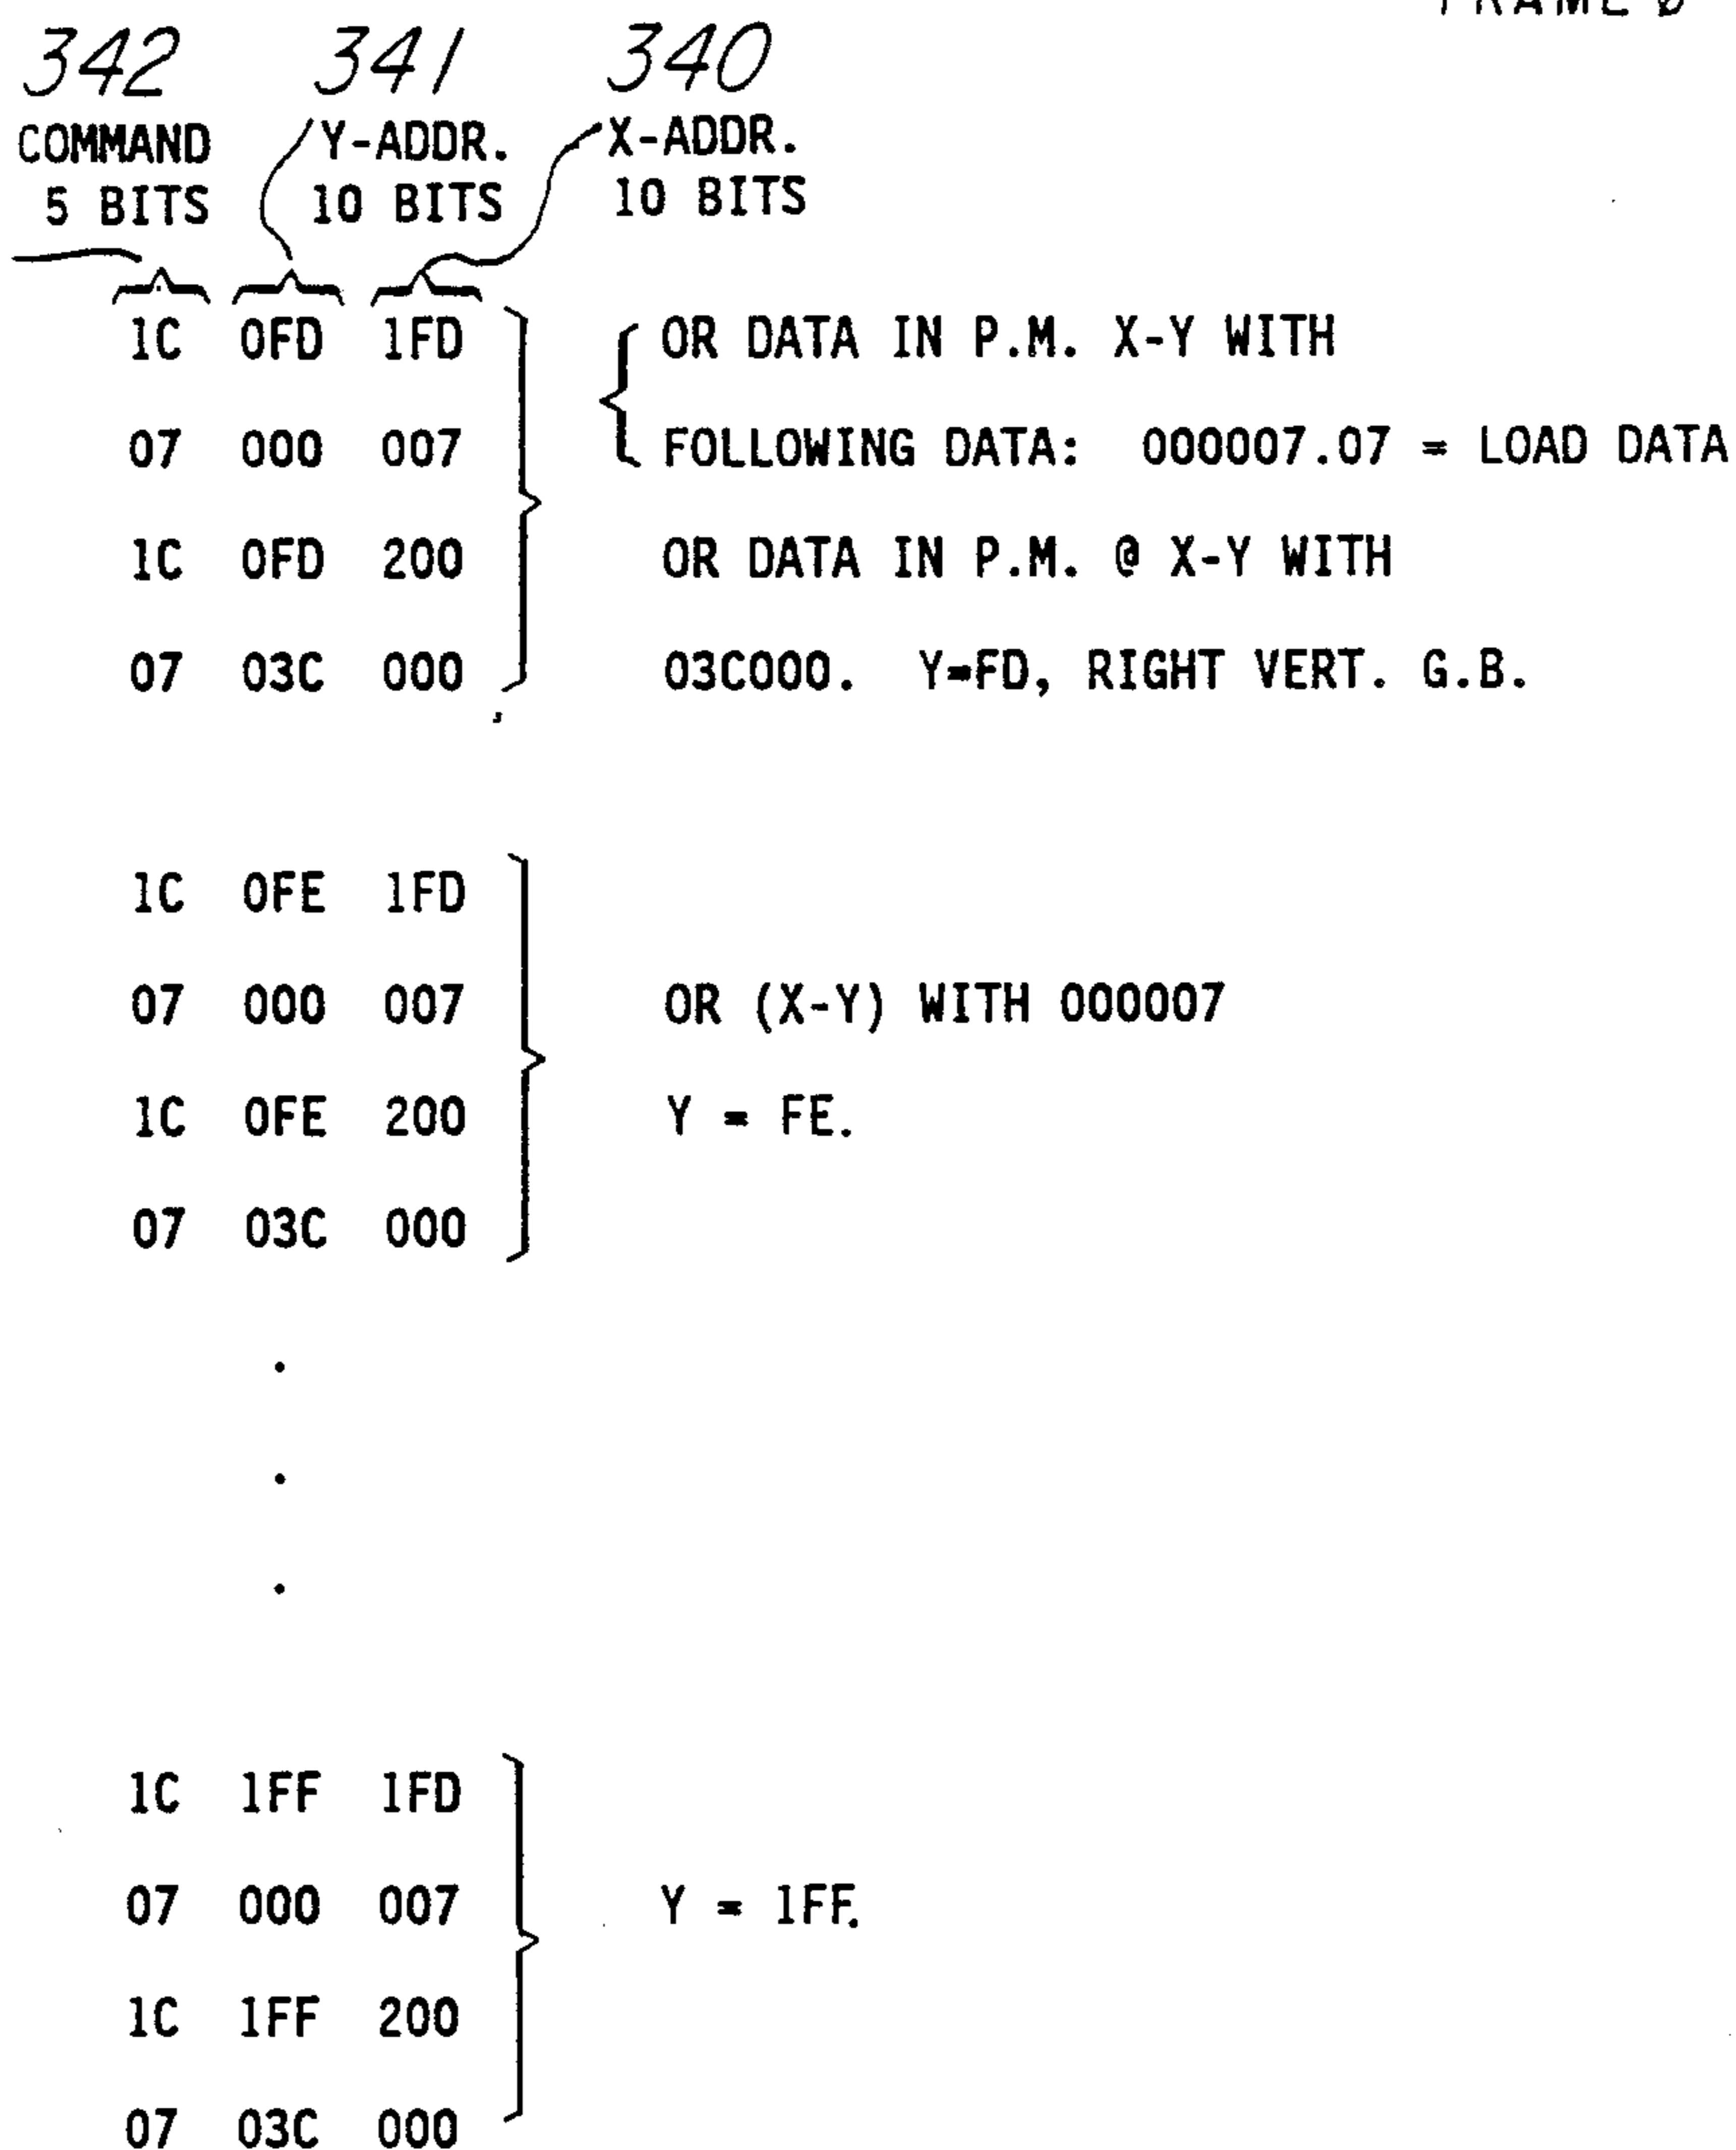 FRAME 0
342 341 340
COMMAND Y-ADDR. X-ADDR.
5 BITS 10 BITS 10 BITS
1C 0FD 1FD OR DATA IN P.M. X-Y WITH
07 000 007 FOLLOWING DATA: 000007.07 = LOAD DATA
1C 0FD 200 OR DATA IN P.M. @ X-Y WITH
07 03C 000 03C000. Y=FD, RIGHT VERT. G.B.
1C 0FE 1FD
07 000 007 OR (X-Y) WITH 000007
1C 0FE 200 Y = FE.
07 03C 000
.
.
.
1C 1FF 1FD
07 000 007 Y = 1FF.
1C 1FF 200
07 03C 000